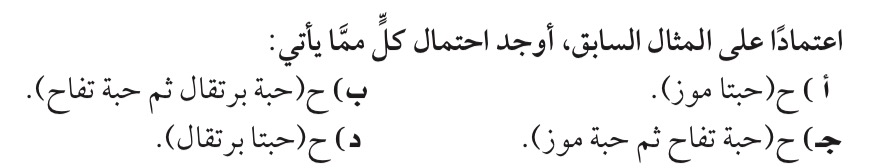 اعتمادًا على المثال السابق، أوجد احتمال كلٍّ ممَّا يأتي:
أ ) ح(حبتا موز). ب) ح(حبة برتقال ثم حبة تفاح).
جـ) ح(حبة تفاح ثم حبة موز). د) ح(حبتا برتقال).